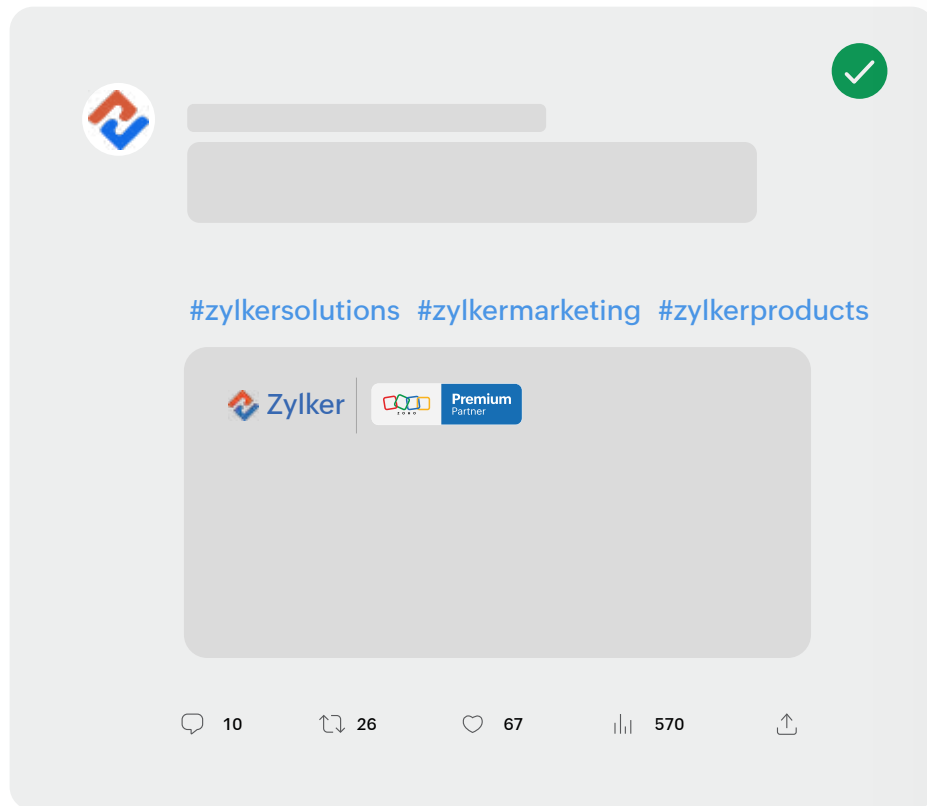 #zylkersolutions #zylkermarketing #zylkerproducts
Zylker
ZOHO
Premium
Partner
10 26 67 570